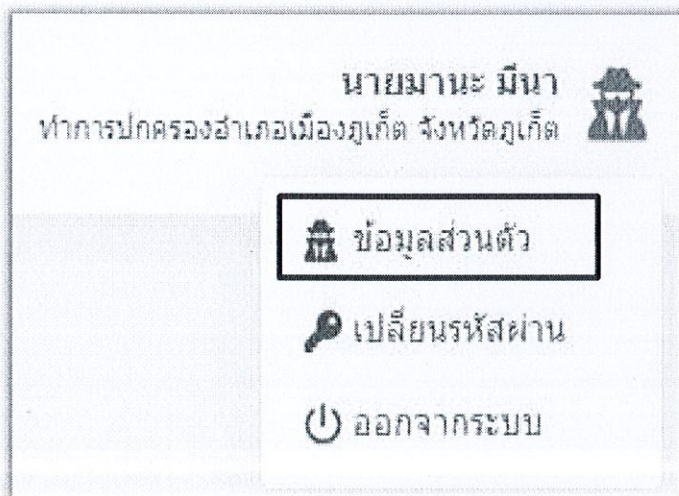 นายมานะ มีนา
ทำการปกครองอำเภอเมืองภูเก็ต จังหวัดภูเก็ต
ข้อมูลส่วนตัว
เปลี่ยนรหัสผ่าน
ออกจากระบบ